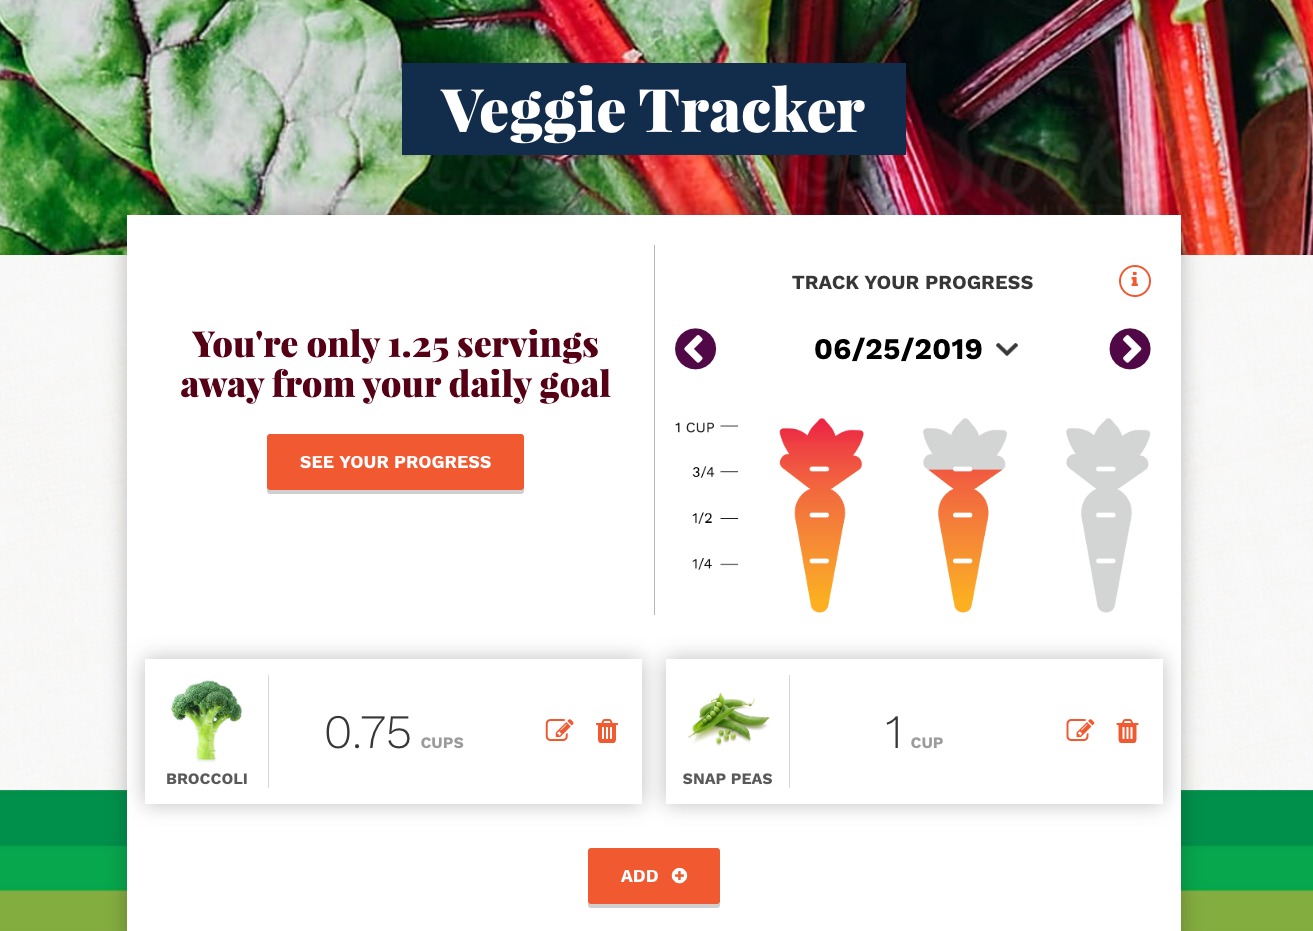 Veggie Tracker
You're only 1.25 servings
away from your daily goal
SEE YOUR PROGRESS
TRACK YOUR PROGRESS
06/25/2019
1 CUP
3/4
1/2
1/4
BROCCOLI
0.75 CUPS
SNAP PEAS
1 CUP
ADD